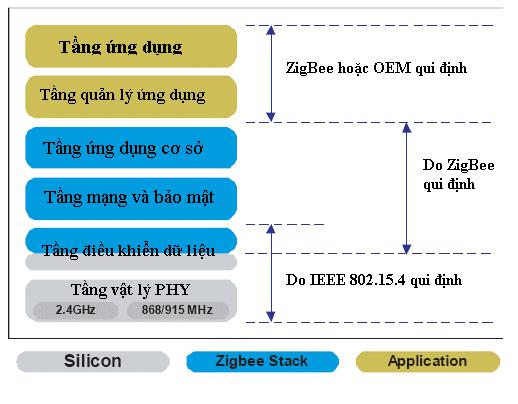 Tầng ứng dụng
ZigBee hoặc OEM qui định
Tầng quản lý ứng dụng
Tầng ứng dụng cơ sở
Do ZigBee
qui định
Tầng mạng và bảo mật
Tầng điều khiển dữ liệu
Do IEEE 802.15.4 qui định
Tầng vật lý PHY
2.4GHz
868/915 MHz
Silicon
Zigbee Stack
Application